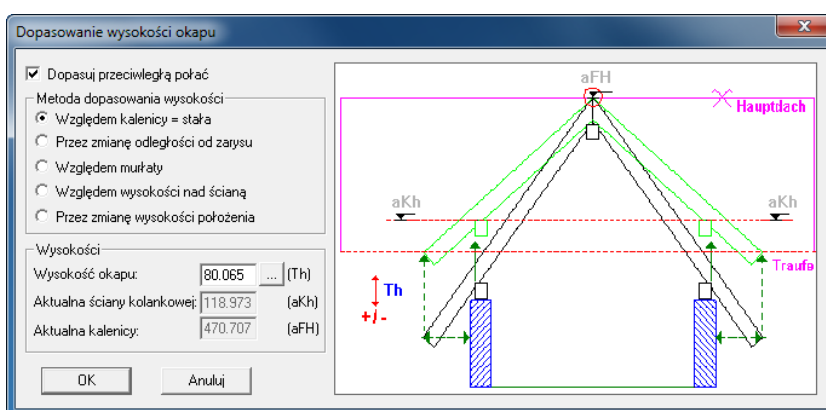 Dopasowanie wysokości okapu
Dopasuj przeciwległą połać
Metoda dopasowania wysokości
Względem kalenicy = stała
Przez zmianę odległości od zarysu
Względem murłaty
Względem wysokości nad ścianą
Przez zmianę wysokości położenia
Wysokości
Wysokość okapu: 80.065 ... (Th)
Aktualna ściany kolankowej: 118.973 (aKh)
Aktualna kalenicy: 470.707 (aFH)
OK Anuluj
aFH
Hauptdach
aKh aKh
Traufe
Th
+/-